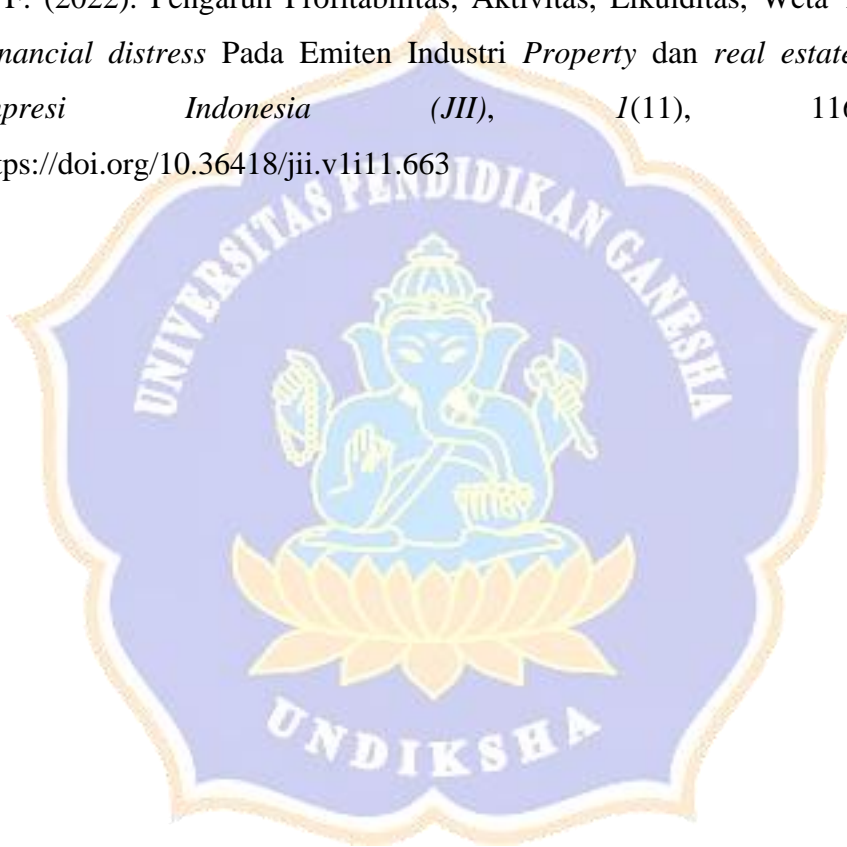 F. (2022). Pengaruh Profitabilitas, Aktivitas, Likuiditas,
financial distress Pada Emiten Industri Property dan real estate
Indonesia (JII), 1(11),
https://doi.org/10.36418/jii.v1i11.663
UNIVERSITAS PENDIDIKAN GANESHA
UNDIKSHA